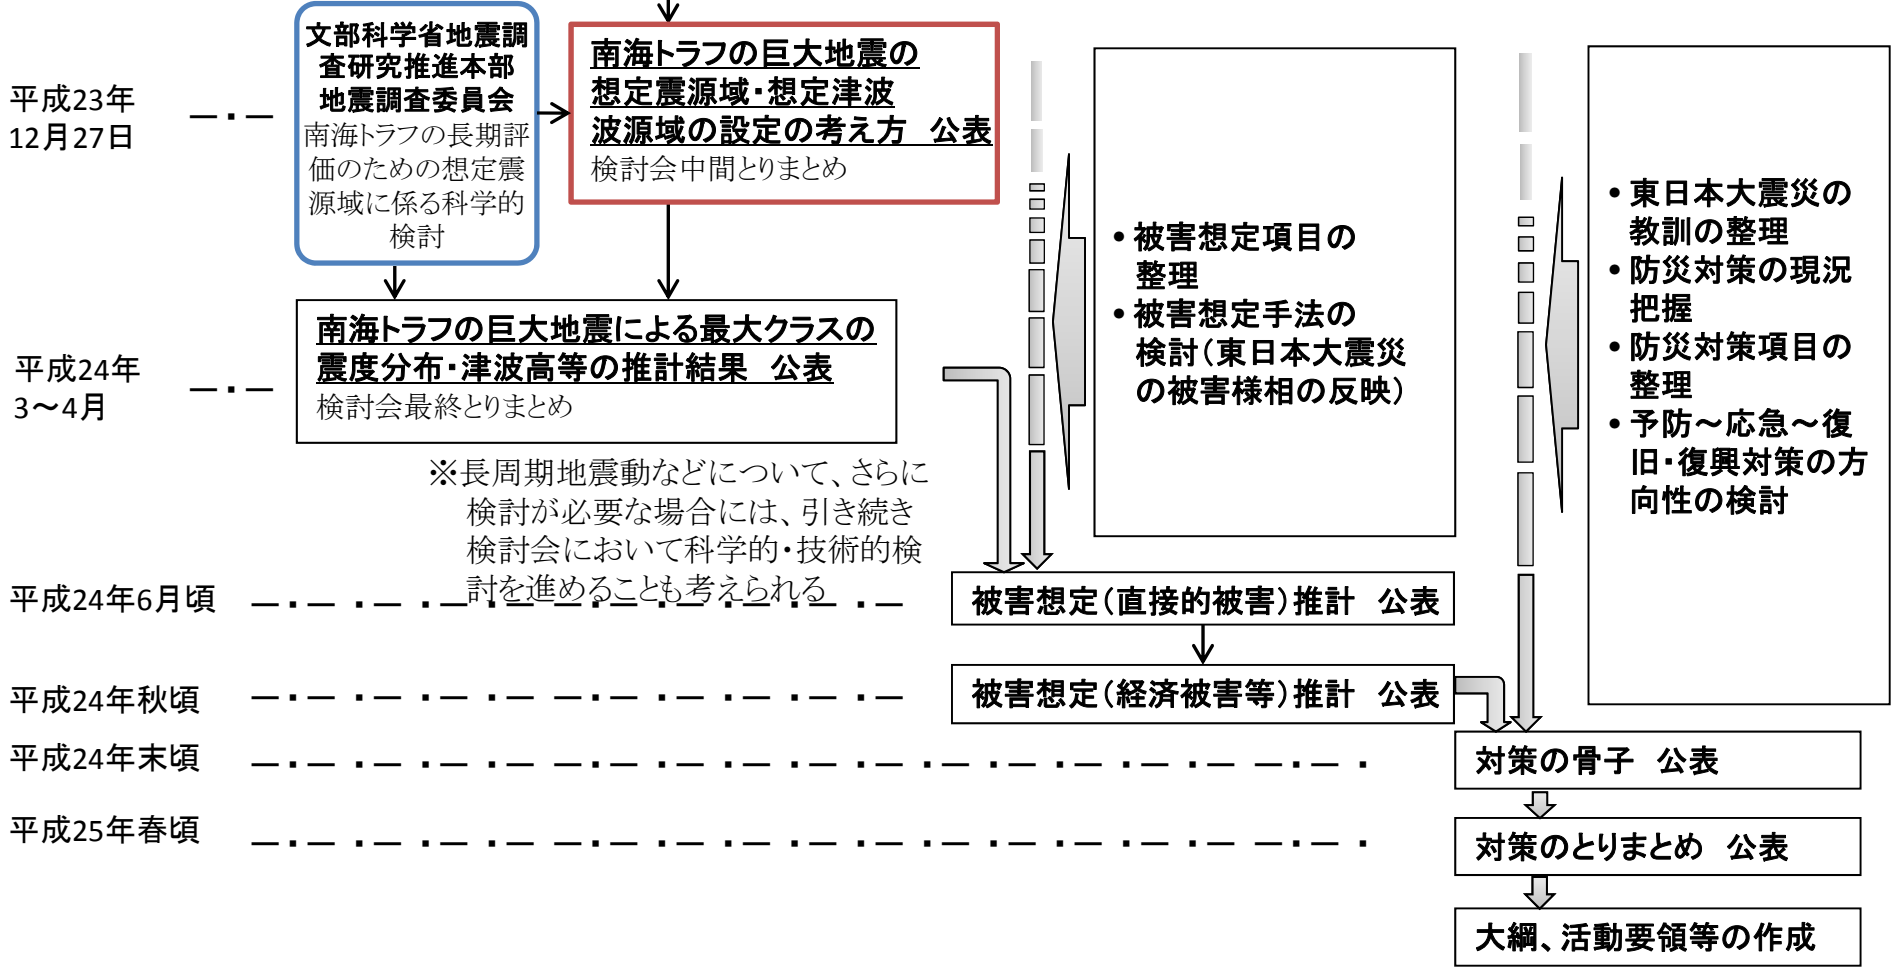 平成23年
12月27日
文部科学省地震調
査研究推進本部
地震調査委員会
南海トラフの長期評
価のための想定震
源域に係る科学的
検討
南海トラフの巨大地震の
想定震源域・想定津波
波源域の設定の考え方　公表
検討会中間とりまとめ
平成24年
3～4月
南海トラフの巨大地震による最大クラスの
震度分布・津波高等の推計結果　公表
検討会最終とりまとめ
※長周期地震動などについて、さらに
検討が必要な場合には、引き続き
検討会において科学的・技術的検
討を進めることも考えられる
• 被害想定項目の
整理
• 被害想定手法の
検討（東日本大震災
の被害様相の反映）
• 東日本大震災の
教訓の整理
• 防災対策の現況
把握
• 防災対策項目の
整理
• 予防～応急～復
旧・復興対策の方
向性の検討
平成24年6月頃
被害想定（直接的被害）推計　公表
平成24年秋頃
被害想定（経済被害等）推計　公表
平成24年末頃
対策の骨子　公表
平成25年春頃
対策のとりまとめ　公表
大綱、活動要領等の作成